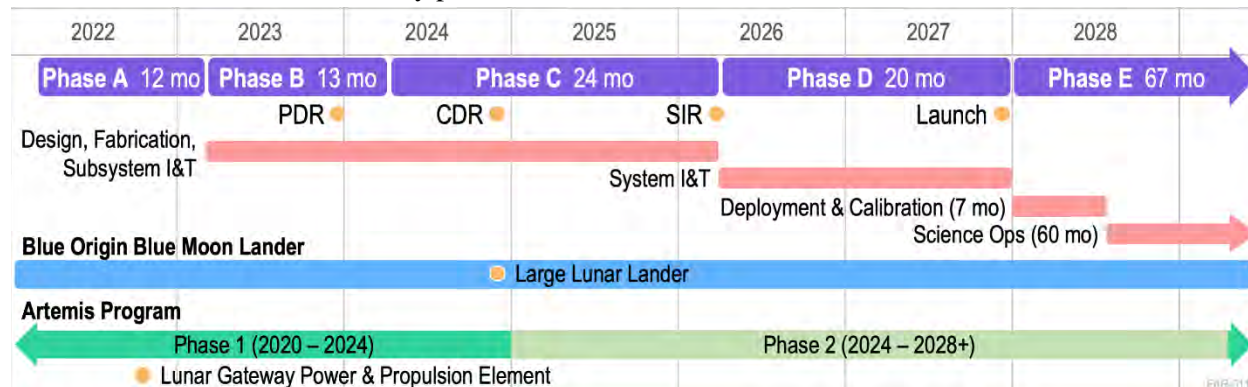 2022 2023 2024 2025 2026 2027 2028
Phase A 12 mo Phase B 13 mo Phase C 24 mo Phase D 20 mo Phase E 67 mo
PDR CDR SIR Launch
Design, Fabrication,
Subsystem I&T
System I&T
Deployment & Calibration (7 mo)
Science Ops (60 mo)
Blue Origin Blue Moon Lander
Large Lunar Lander
Artemis Program
Phase 1 (2020 – 2024) Phase 2 (2024 – 2028+)
Lunar Gateway Power & Propulsion Element